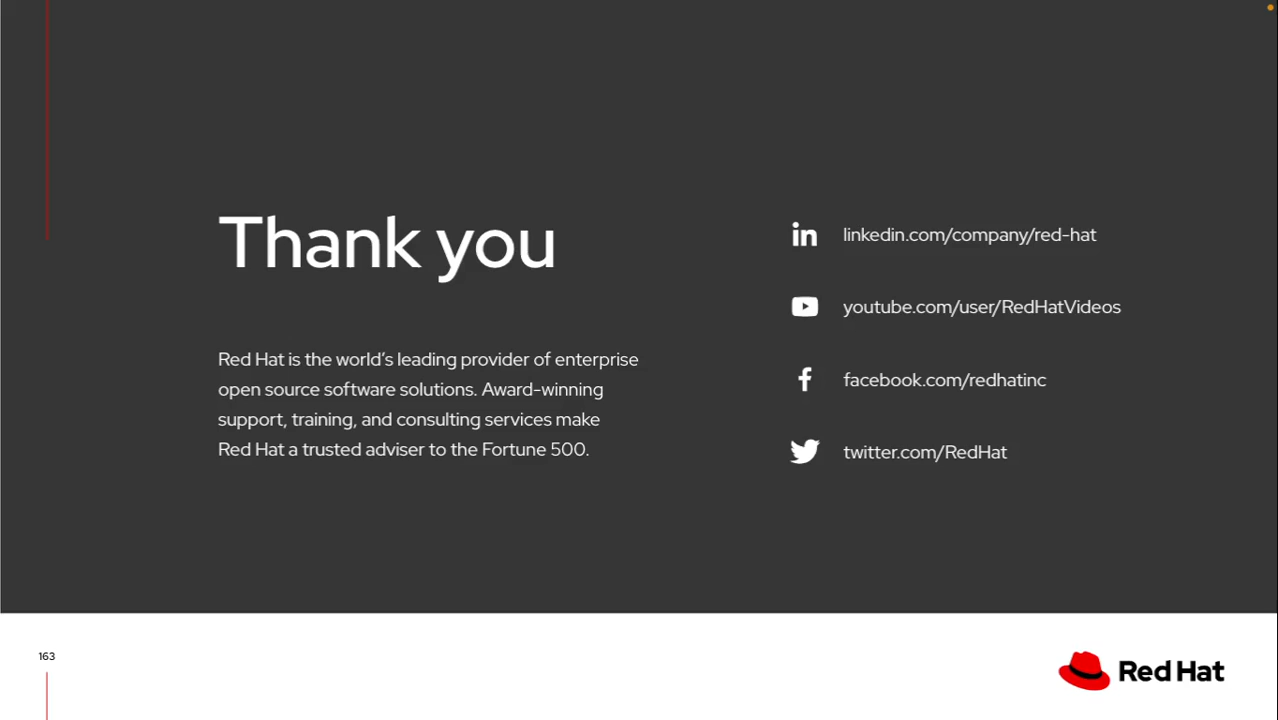 Thank you
Red Hat is the world’s leading provider of enterprise
open source software solutions. Award-winning
support, training, and consulting services make
Red Hat a trusted adviser to the Fortune 500.
linkedin.com/company/red-hat
youtube.com/user/RedHatVideos
facebook.com/redhatinc
twitter.com/RedHat
163
Red Hat